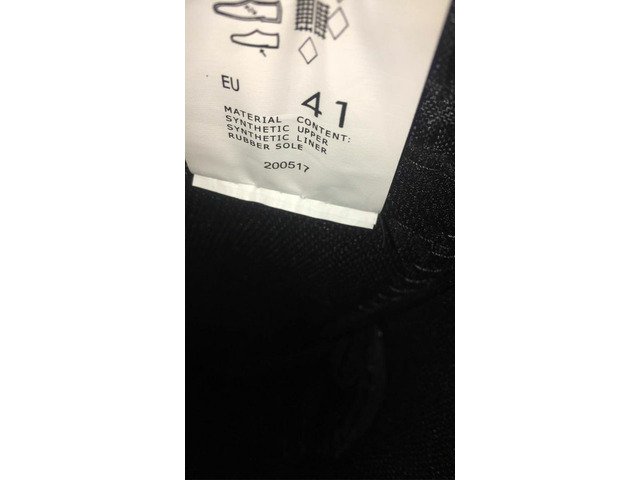 EU 41
MATERIAL CONTENT:
SYNTHETIC UPPER
SYNTHETIC LINER
RUBBER SOLE
200517